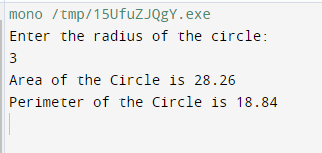 mono /tmp/15UfuZJQgY.exe
Enter the radius of the circle:
3
Area of the Circle is 28.26
Perimeter of the Circle is 18.84